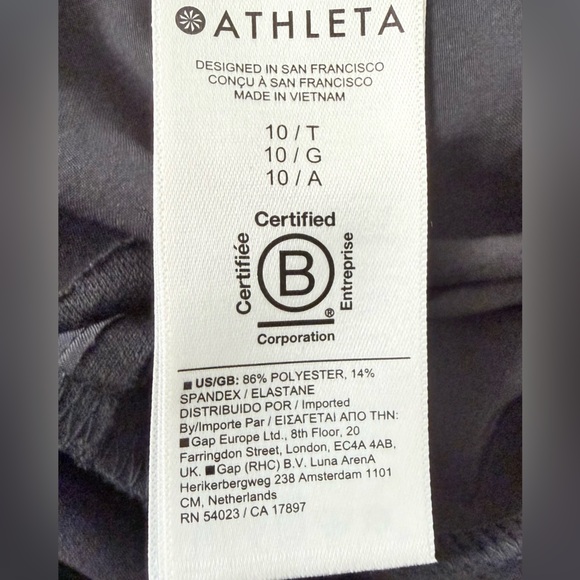 ATHLETA
DESIGNED IN SAN FRANCISCO
CONÇU À SAN FRANCISCO
MADE IN VIETNAM
10 / T
10 / G
10 / A
Certified
Certifiée
B
Entreprise
®
Corporation
US/GB: 86% POLYESTER, 14%
SPANDEX / ELASTANE
DISTRIBUIDO POR / Imported
By/Importe Par / ΕΙΣΑΓΕΤΑΙ ΑΠΟ ΤΗΝ:
Gap Europe Ltd., 8th Floor, 20
Farringdon Street, London, EC4A 4AB,
UK. Gap (RHC) B.V. Luna ArenA
Herikerbergweg 238 Amsterdam 1101
CM, Netherlands
RN 54023 / CA 17897